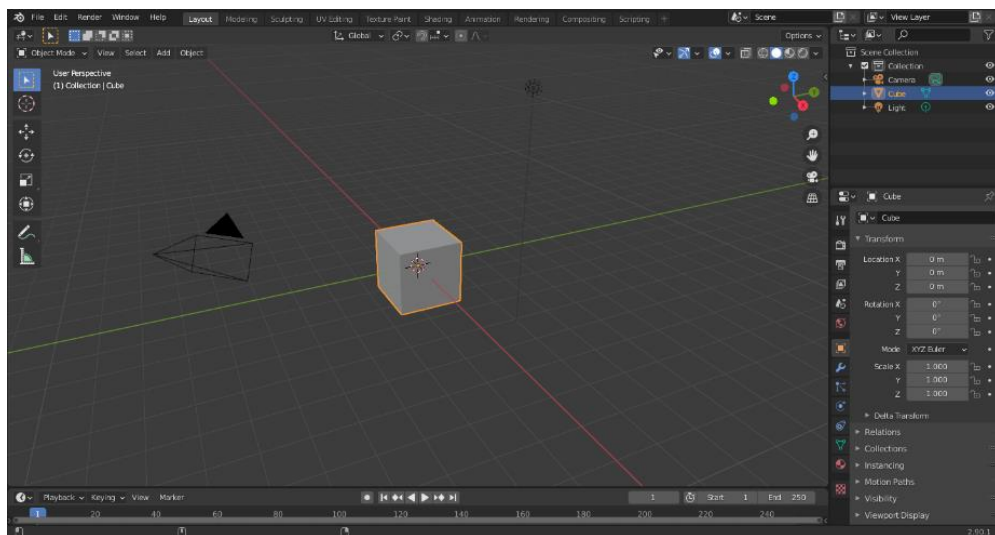 File Edit Render Window Help Layout Modeling Sculpting UV Editing Texture Paint Shading Animation Rendering Compositing Scripting + Scene View Layer
Global Options
Object Mode View Select Add Object
User Perspective
(1) Collection | Cube
Z
X
Scene Collection
Collection
Camera
Cube
Light
Cube
Cube
Transform
Location X 0 m
Y 0 m
Z 0 m
Rotation X 0°
Y 0°
Z 0°
Mode XYZ Euler
Scale X 1.000
Y 1.000
Z 1.000
Delta Transform
Relations
Collections
Instancing
Motion Paths
Visibility
Viewport Display
Playback Keying View Marker 1 Start 1 End 250
1 20 40 60 80 100 120 140 160 180 200 220 240
2.90.1